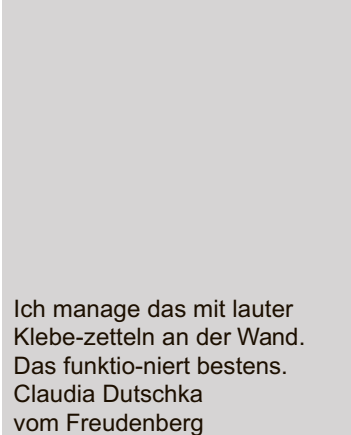 Ich manage das mit lauter
Klebe-zetteln an der Wand.
Das funktio-niert bestens.
Claudia Dutschka
vom Freudenberg